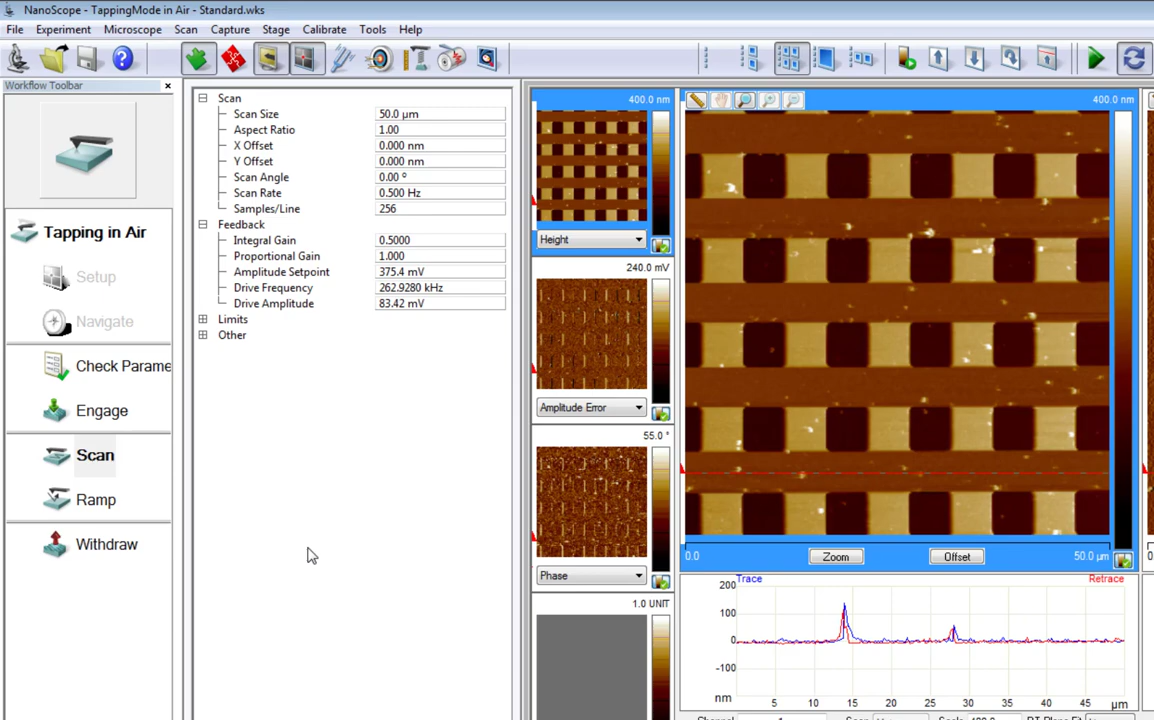 NanoScope - TappingMode in Air - Standard.wks
File Experiment Microscope Scan Capture Stage Calibrate Tools Help
Workflow Toolbar
Tapping in Air
Setup
Navigate
Check Parame
Engage
Scan
Ramp
Withdraw
Scan
Scan Size 50.0 µm
Aspect Ratio 1.00
X Offset 0.000 nm
Y Offset 0.000 nm
Scan Angle 0.00 º
Scan Rate 0.500 Hz
Samples/Line 256
Feedback
Integral Gain 0.5000
Proportional Gain 1.000
Amplitude Setpoint 375.4 mV
Drive Frequency 262.9280 kHz
Drive Amplitude 83.42 mV
Limits
Other
400.0 nm
Height
240.0 mV
Amplitude Error
55.0 °
Phase
1.0 UNIT
400.0 nm
0.0 Zoom Offset 50.0 µm
0
Trace Retrace
200
100
0
-100
nm
5 10 15 20 25 30 35 40 45 µm